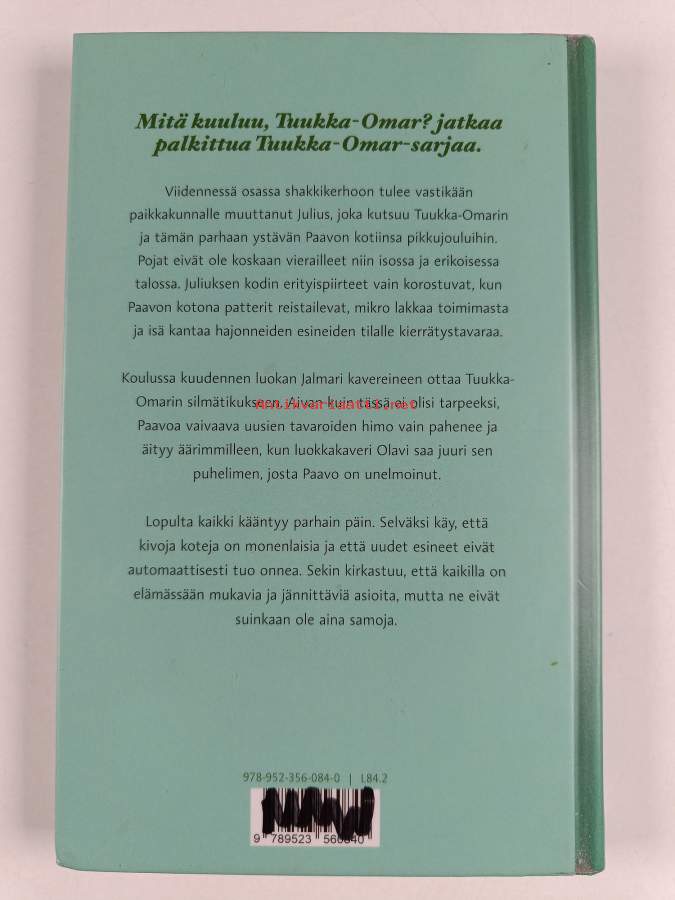 Mitä kuuluu, Tuukka-Omar? jatkaa
palkittua Tuukka-Omar-sarjaa.
Viidennessä osassa shakkikerhoon tulee vastikään
paikkakunnalle muuttanut Julius, joka kutsuu Tuukka-Omarin
ja tämän parhaan ystävän Paavon kotiinsa pikkujouluihin.
Pojat eivät ole koskaan vierailleet niin isossa ja erikoisessa
talossa. Juliuksen kodin erityispiirteet vain korostuvat, kun
Paavon kotona patterit reistailevat, mikro lakkaa toimimasta
ja isä kantaa hajonneiden esineiden tilalle kierrätystavaraa.
Koulussa kuudennen luokan Jalmari kavereineen ottaa Tuukka-
Omarin silmätikukseen. Aivan kuin tässä ei olisi tarpeeksi,
Antikvariaatti.net
Paavoa vaivaava uusien tavaroiden himo vain pahenee ja
äityy äärimmilleen, kun luokkakaveri Olavi saa juuri sen
puhelimen, josta Paavo on unelmoinut.
Lopulta kaikki kääntyy parhain päin. Selväksi käy, että
kivoja koteja on monenlaisia ja että uudet esineet eivät
automaattisesti tuo onnea. Sekin kirkastuu, että kaikilla on
elämässään mukavia ja jännittäviä asioita, mutta ne eivät
suinkaan ole aina samoja.
978-952-356-084-0 | L84.2
9 789523 560840